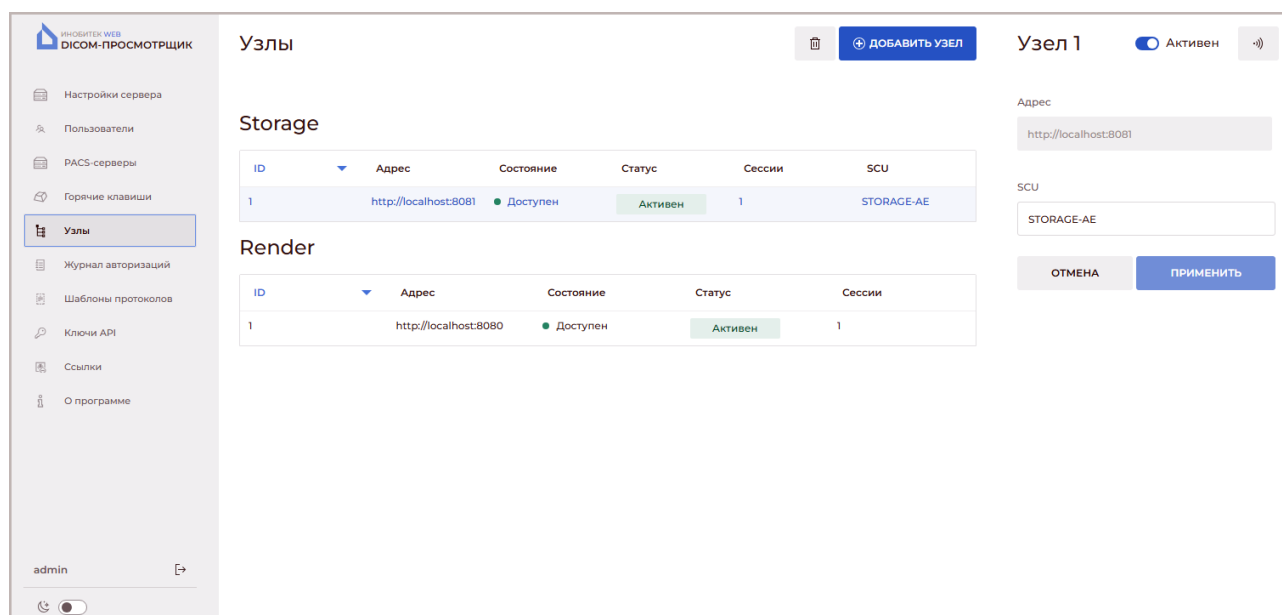 ИНОБИТЕК WEB
DICOM-ПРОСМОТРЩИК
Настройки сервера
Пользователи
PACS-серверы
Горячие клавиши
Узлы
Журнал авторизаций
Шаблоны протоколов
Ключи API
Ссылки
О программе
admin
Узлы
ДОБАВИТЬ УЗЕЛ
Storage
ID Адрес Состояние Статус Сессии SCU
1 http://localhost:8081 Доступен Активен 1 STORAGE-AE
Render
ID Адрес Состояние Статус Сессии
1 http://localhost:8080 Доступен Активен 1
Узел 1 Активен
Адрес
http://localhost:8081
SCU
STORAGE-AE
ОТМЕНА ПРИМЕНИТЬ